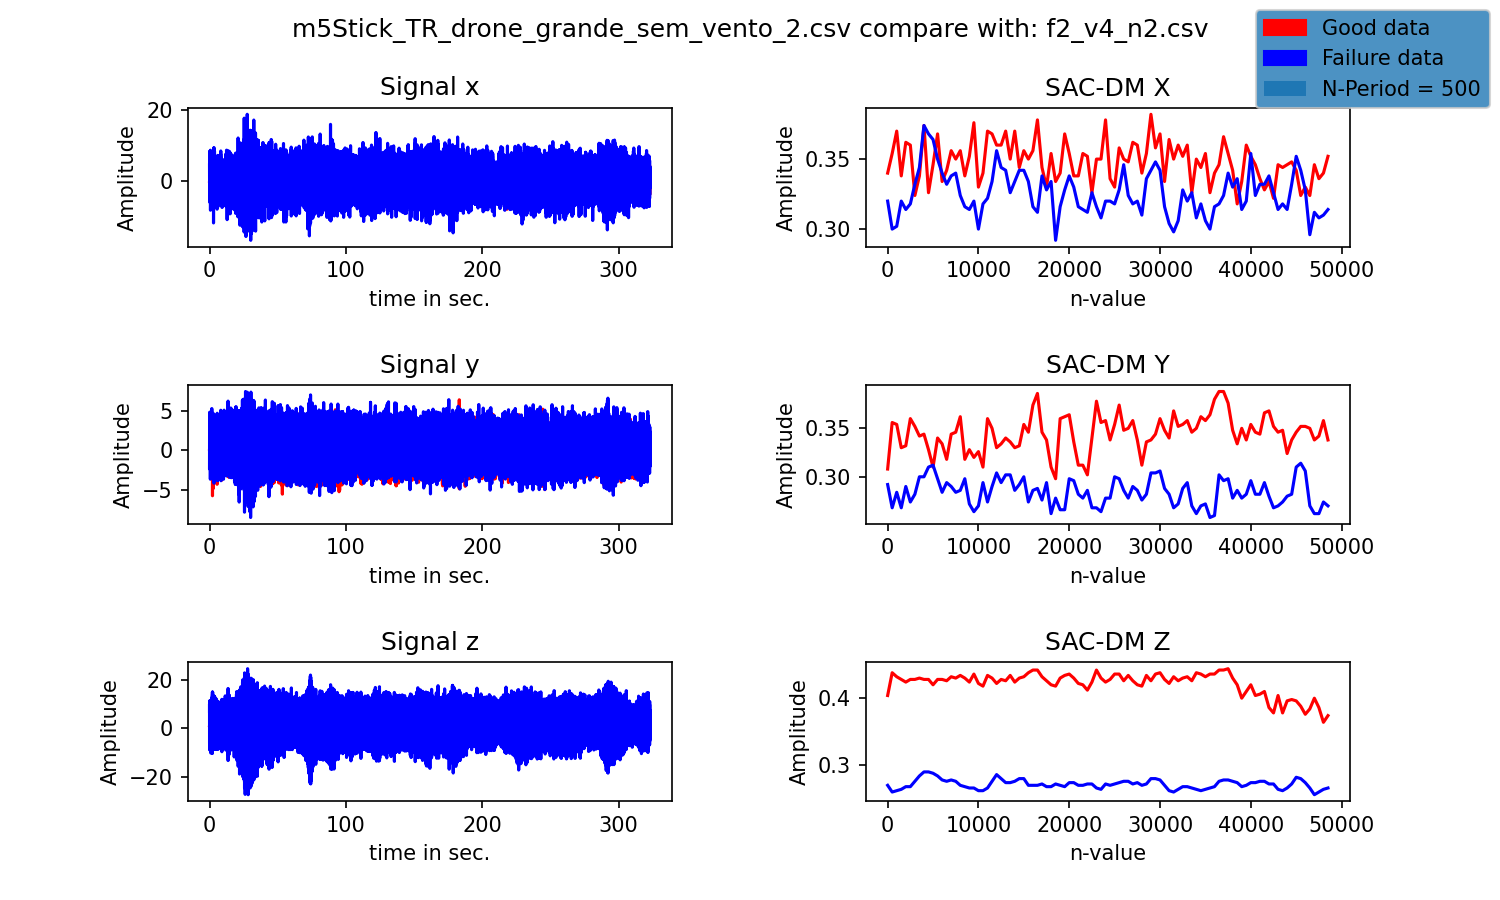 m5Stick_TR_drone_grande_sem_vento_2.csv compare with: f2_v4_n2.csv
Good data
Failure data
N-Period = 500
Signal x
Amplitude
20
0
0 100 200 300
time in sec.
SAC-DM X
Amplitude
0.35
0.30
0 10000 20000 30000 40000 50000
n-value
Signal y
Amplitude
5
0
−5
0 100 200 300
time in sec.
SAC-DM Y
Amplitude
0.35
0.30
0 10000 20000 30000 40000 50000
n-value
Signal z
Amplitude
20
0
−20
0 100 200 300
time in sec.
SAC-DM Z
Amplitude
0.4
0.3
0 10000 20000 30000 40000 50000
n-value